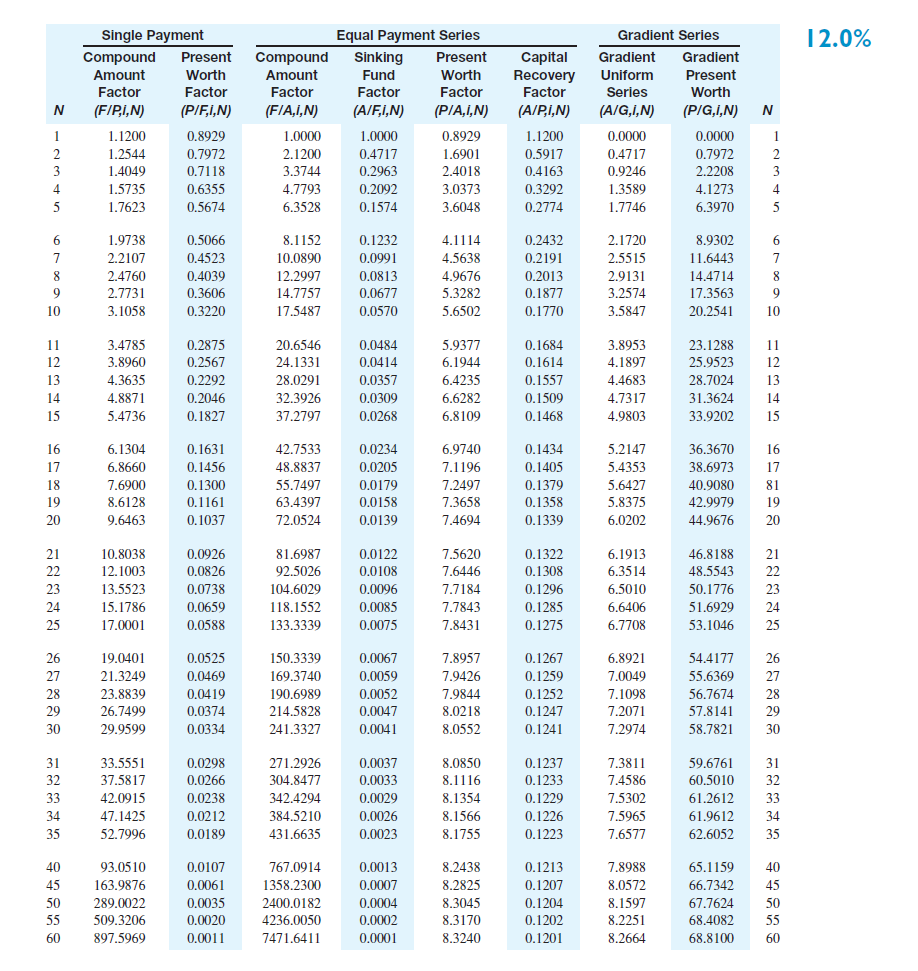 Single Payment Equal Payment Series Gradient Series 12.0%
Compound Present Compound Sinking Present Capital Gradient Gradient
Amount Worth Amount Fund Worth Recovery Uniform Present
Factor Factor Factor Factor Factor Factor Series Worth
N (F/P,i,N) (P/F,i,N) (F/A,i,N) (A/F,i,N) (P/A,i,N) (A/P,i,N) (A/G,i,N) (P/G,i,N) N
1 1.1200 0.8929 1.0000 1.0000 0.8929 1.1200 0.0000 0.0000 1
2 1.2544 0.7972 2.1200 0.4717 1.6901 0.5917 0.4717 0.7972 2
3 1.4049 0.7118 3.3744 0.2963 2.4018 0.4163 0.9246 2.2208 3
4 1.5735 0.6355 4.7793 0.2092 3.0373 0.3292 1.3589 4.1273 4
5 1.7623 0.5674 6.3528 0.1574 3.6048 0.2774 1.7746 6.3970 5
6 1.9738 0.5066 8.1152 0.1232 4.1114 0.2432 2.1720 8.9302 6
7 2.2107 0.4523 10.0890 0.0991 4.5638 0.2191 2.5515 11.6443 7
8 2.4760 0.4039 12.2997 0.0813 4.9676 0.2013 2.9131 14.4714 8
9 2.7731 0.3606 14.7757 0.0677 5.3282 0.1877 3.2574 17.3563 9
10 3.1058 0.3220 17.5487 0.0570 5.6502 0.1770 3.5847 20.2541 10
11 3.4785 0.2875 20.6546 0.0484 5.9377 0.1684 3.8953 23.1288 11
12 3.8960 0.2567 24.1331 0.0414 6.1944 0.1614 4.1897 25.9523 12
13 4.3635 0.2292 28.0291 0.0357 6.4235 0.1557 4.4683 28.7024 13
14 4.8871 0.2046 32.3926 0.0309 6.6282 0.1509 4.7317 31.3624 14
15 5.4736 0.1827 37.2797 0.0268 6.8109 0.1468 4.9803 33.9202 15
16 6.1304 0.1631 42.7533 0.0234 6.9740 0.1434 5.2147 36.3670 16
17 6.8660 0.1456 48.8837 0.0205 7.1196 0.1405 5.4353 38.6973 17
18 7.6900 0.1300 55.7497 0.0179 7.2497 0.1379 5.6427 40.9080 81
19 8.6128 0.1161 63.4397 0.0158 7.3658 0.1358 5.8375 42.9979 19
20 9.6463 0.1037 72.0524 0.0139 7.4694 0.1339 6.0202 44.9676 20
21 10.8038 0.0926 81.6987 0.0122 7.5620 0.1322 6.1913 46.8188 21
22 12.1003 0.0826 92.5026 0.0108 7.6446 0.1308 6.3514 48.5543 22
23 13.5523 0.0738 104.6029 0.0096 7.7184 0.1296 6.5010 50.1776 23
24 15.1786 0.0659 118.1552 0.0085 7.7843 0.1285 6.6406 51.6929 24
25 17.0001 0.0588 133.3339 0.0075 7.8431 0.1275 6.7708 53.1046 25
26 19.0401 0.0525 150.3339 0.0067 7.8957 0.1267 6.8921 54.4177 26
27 21.3249 0.0469 169.3740 0.0059 7.9426 0.1259 7.0049 55.6369 27
28 23.8839 0.0419 190.6989 0.0052 7.9844 0.1252 7.1098 56.7674 28
29 26.7499 0.0374 214.5828 0.0047 8.0218 0.1247 7.2071 57.8141 29
30 29.9599 0.0334 241.3327 0.0041 8.0552 0.1241 7.2974 58.7821 30
31 33.5551 0.0298 271.2926 0.0037 8.0850 0.1237 7.3811 59.6761 31
32 37.5817 0.0266 304.8477 0.0033 8.1116 0.1233 7.4586 60.5010 32
33 42.0915 0.0238 342.4294 0.0029 8.1354 0.1229 7.5302 61.2612 33
34 47.1425 0.0212 384.5210 0.0026 8.1566 0.1226 7.5965 61.9612 34
35 52.7996 0.0189 431.6635 0.0023 8.1755 0.1223 7.6577 62.6052 35
40 93.0510 0.0107 767.0914 0.0013 8.2438 0.1213 7.8988 65.1159 40
45 163.9876 0.0061 1358.2300 0.0007 8.2825 0.1207 8.0572 66.7342 45
50 289.0022 0.0035 2400.0182 0.0004 8.3045 0.1204 8.1597 67.7624 50
55 509.3206 0.0020 4236.0050 0.0002 8.3170 0.1202 8.2251 68.4082 55
60 897.5969 0.0011 7471.6411 0.0001 8.3240 0.1201 8.2664 68.8100 60